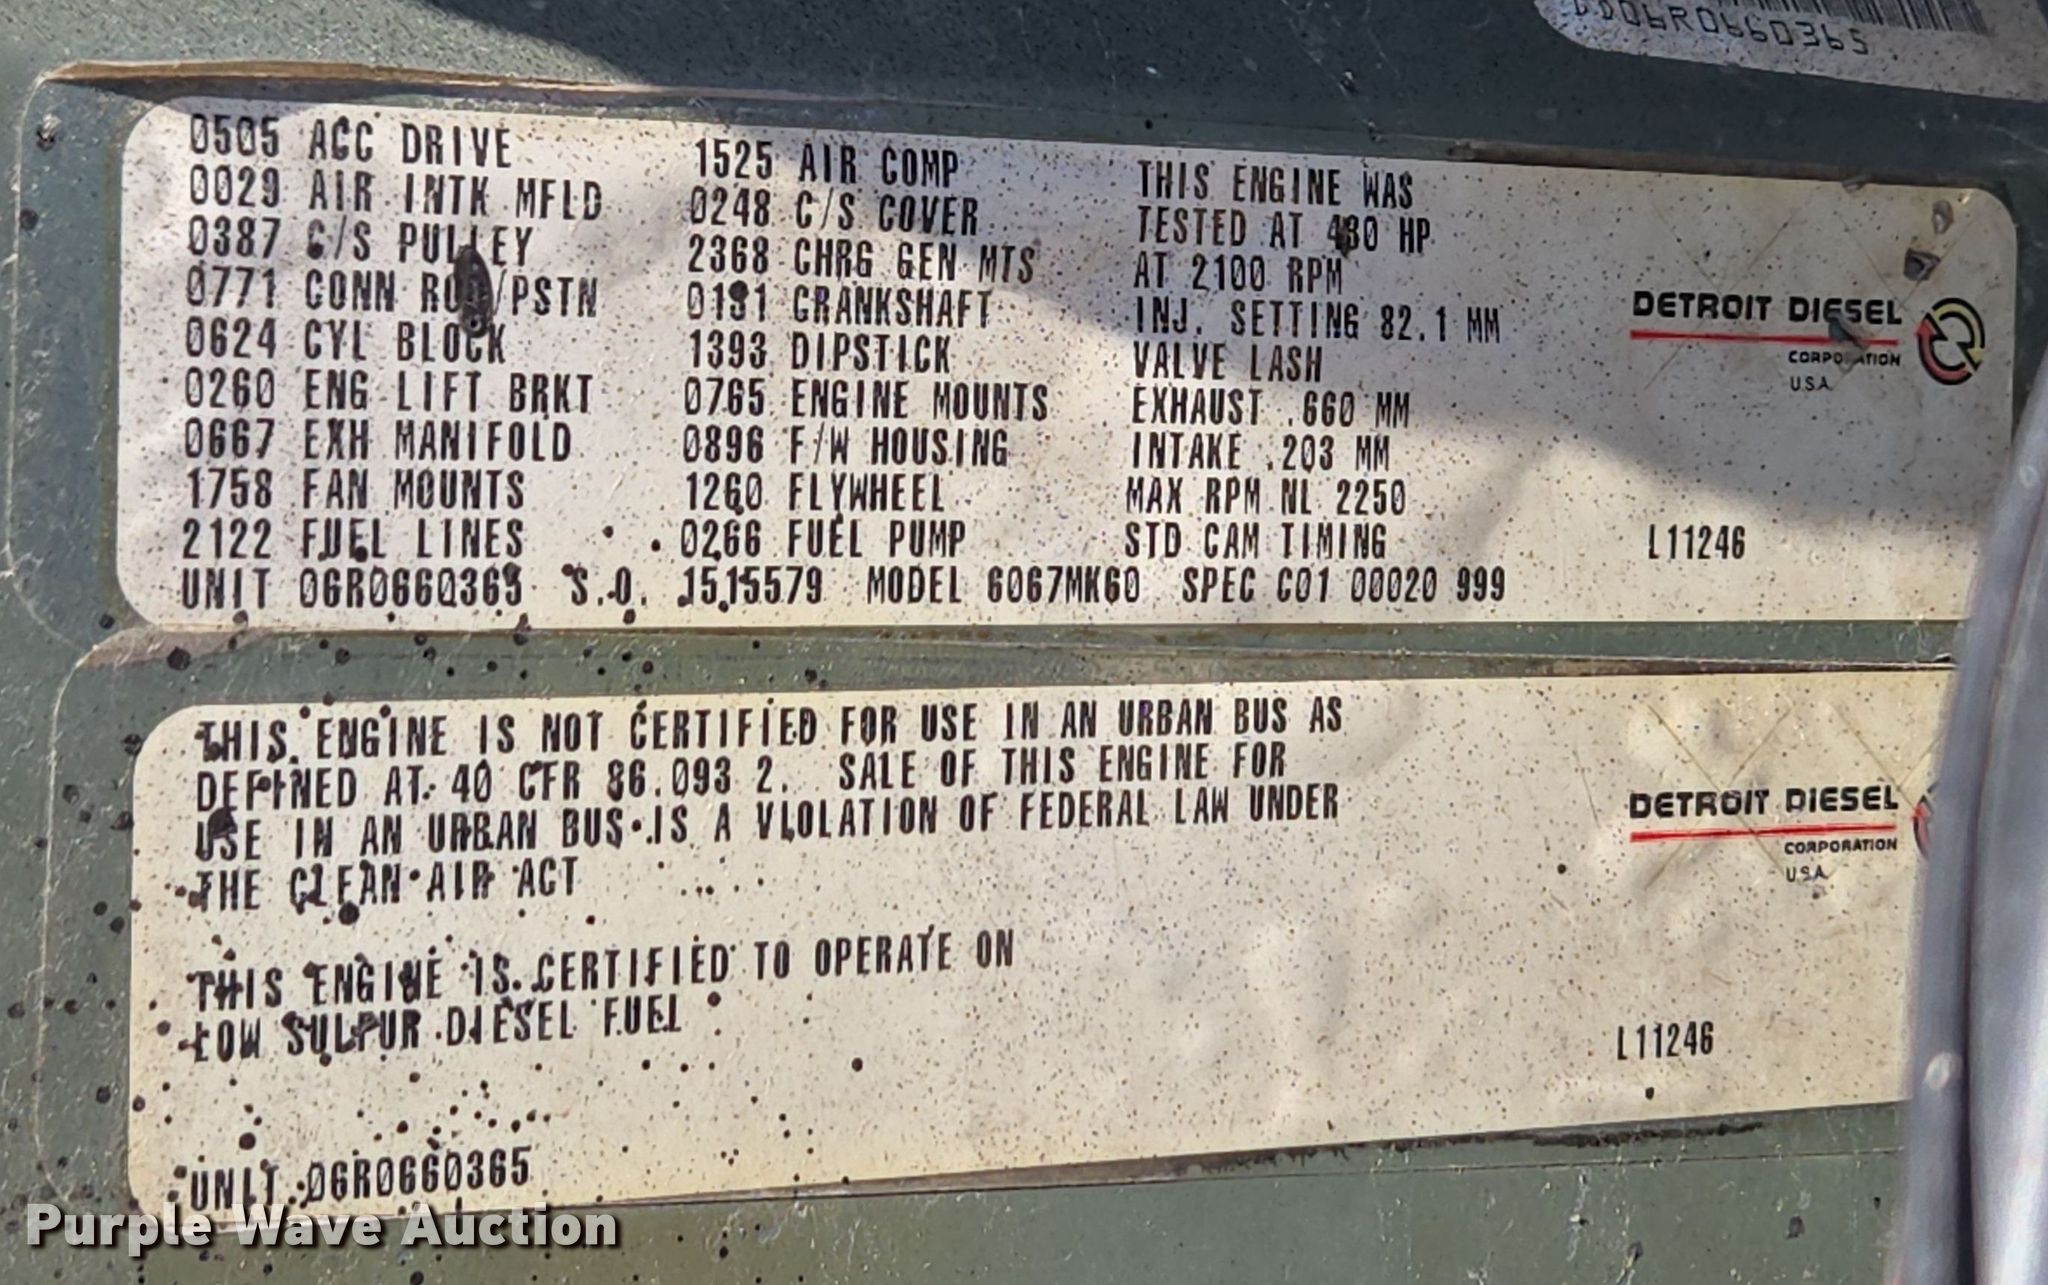 06R0660365
0505 ACC DRIVE
0029 AIR INTK MFLD
0387 C/S PULLEY
0771 CONN ROD/PSTN
0624 CYL BLOCK
0260 ENG LIFT BRKT
0667 EXH MANIFOLD
1758 FAN MOUNTS
2122 FUEL LINES
1525 AIR COMP
0248 C/S COVER
2368 CHRG GEN MTS
CRANKSHAFT
1393 DIPSTICK
0765 ENGINE MOUNTS
0896 F/W HOUSING
1260 FLYWHEEL
0266 FUEL PUMP
THIS ENGINE WAS
TESTED AT HP
AT 2100 RPM
INJ. SETTING 82.1 MM
VALVE LASH
EXHAUST .660 MM
INTAKE .203 MM
MAX RPM NL 2250
STD CAM TIMING
UNIT 06R0660365 S.O. 1515579 MODEL 6067MK60 SPEC C01 00020 999
DETROIT DIESEL
CORPORATION
U.S.A.
L11246
THIS ENGINE IS NOT CERTIFIED FOR USE IN AN URBAN BUS AS
DEFINED AT 40 CFR 86.093 2. SALE OF THIS ENGINE FOR
USE IN AN URBAN BUS IS A VIOLATION OF FEDERAL LAW UNDER
THE CLEAN AIR ACT
THIS ENGINE IS CERTIFIED TO OPERATE ON
LOW SULPUR DIESEL FUEL
UNIT 06R0660365
DETROIT DIESEL
CORPORATION
U.S.A.
L11246
Purple Wave Auction